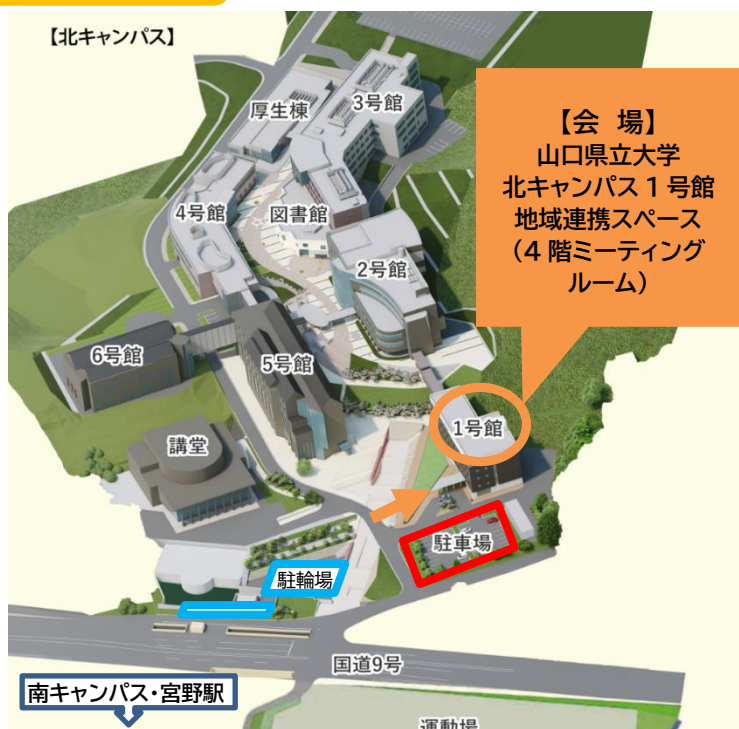 【北キャンパス】
厚生棟
3号館
【会 場】
山口県立大学
北キャンパス1号館
地域連携スペース
(4階ミーティング
ルーム)
4号館
図書館
2号館
6号館
5号館
1号館
講堂
駐車場
駐輪場
国道9号
南キャンパス・宮野駅
運動場